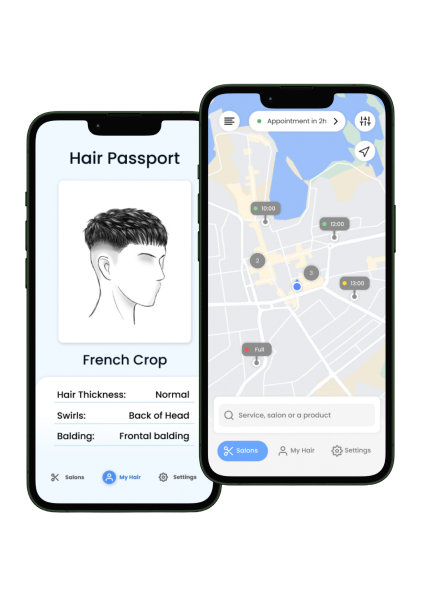 Hair Passport
French Crop
Hair Thickness: Normal
Swirls: Back of Head
Balding: Frontal balding
Salons My Hair Settings
Appointment in 2h
10:00
12:00
2
3
13:00
Full
Service, salon or a product
Salons My Hair Settings